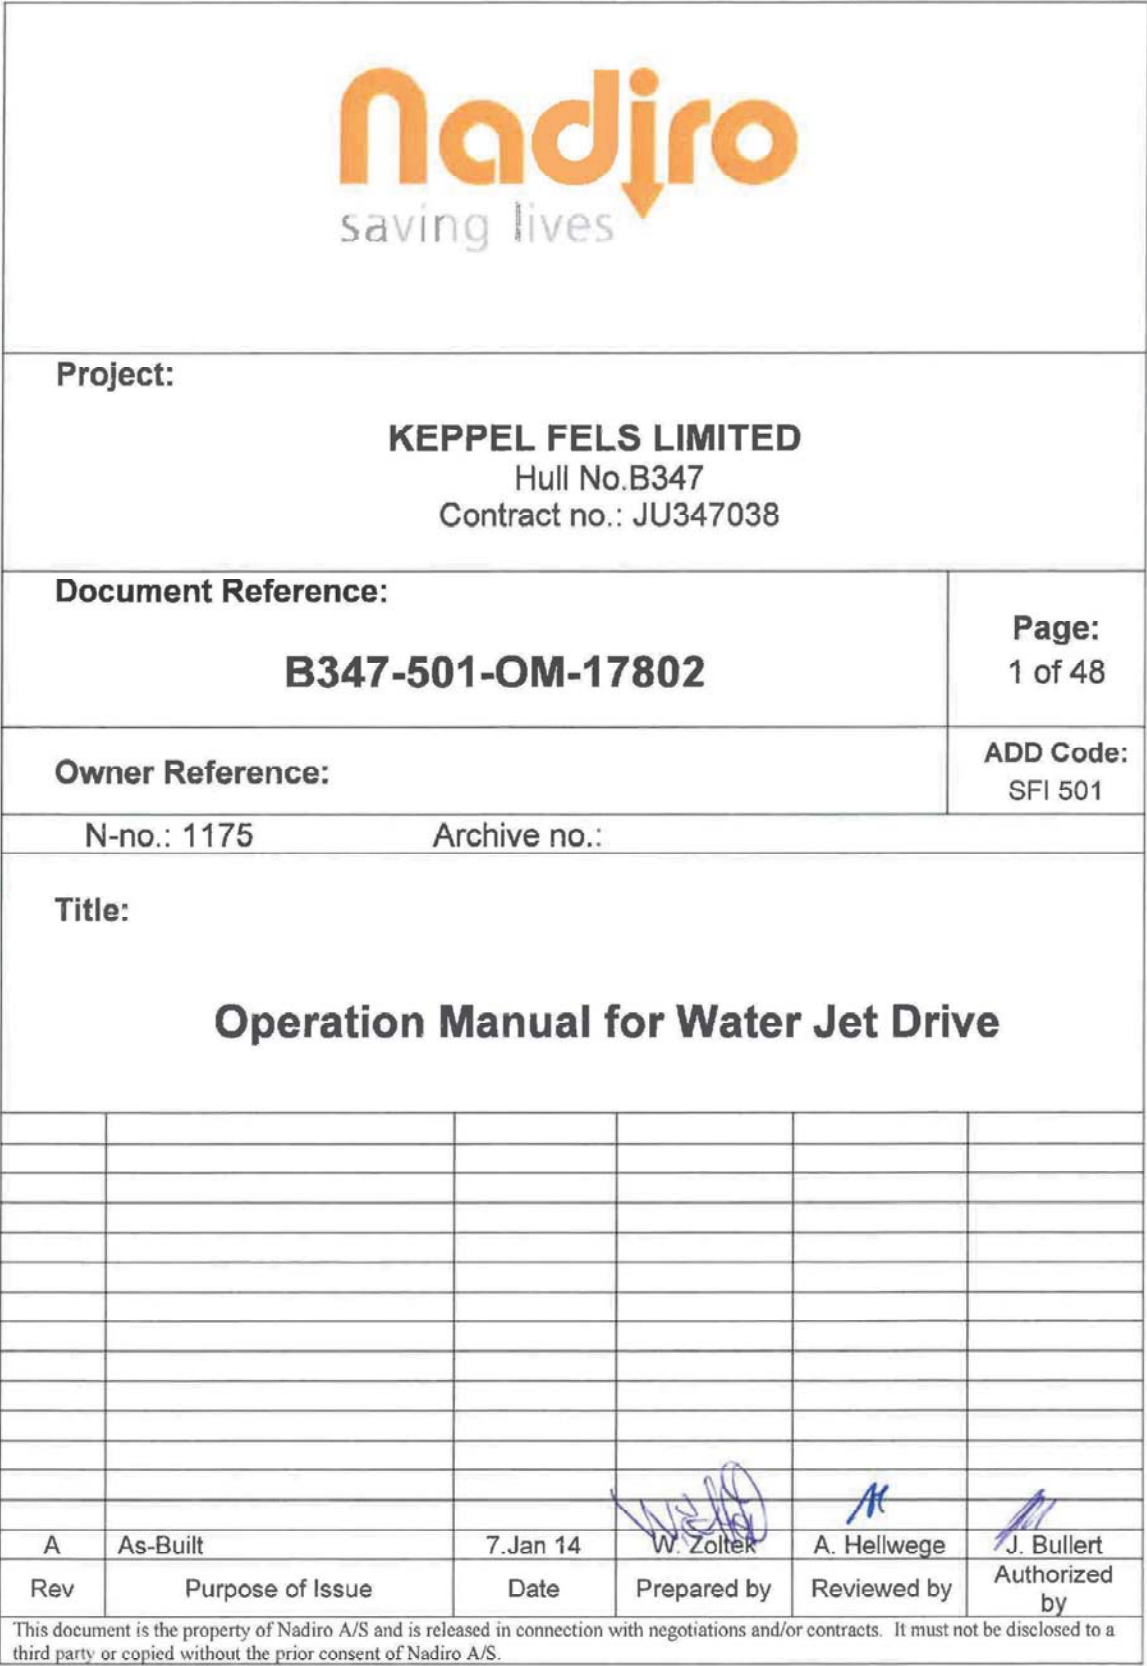 Nadiro
saving lives
Project:
KEPPEL FELS LIMITED
Hull No.B347
Contract no.: JU347038
Document Reference:
B347-501-OM-17802
Page:
1 of 48
Owner Reference:
ADD Code:
SFI 501
N-no.: 1175 Archive no.:
Title:
Operation Manual for Water Jet Drive
A As-Built 7.Jan 14 W. Zoltek A. Hellwege J. Bullert
Rev Purpose of Issue Date Prepared by Reviewed by Authorized by
This document is the property of Nadiro A/S and is released in connection with negotiations and/or contracts. It must not be disclosed to a
third party or copied without the prior consent of Nadiro A/S.